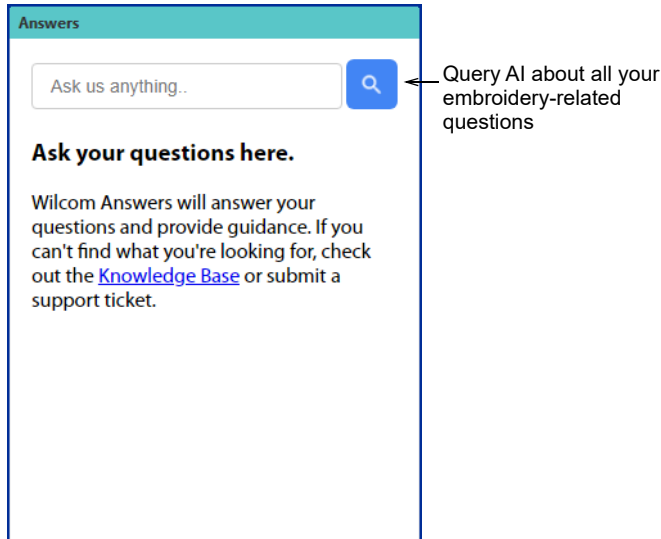 Answers
Ask us anything..
Query AI about all your
embroidery-related
questions
Ask your questions here.
Wilcom Answers will answer your
questions and provide guidance. If you
can't find what you're looking for, check
out the Knowledge Base or submit a
support ticket.